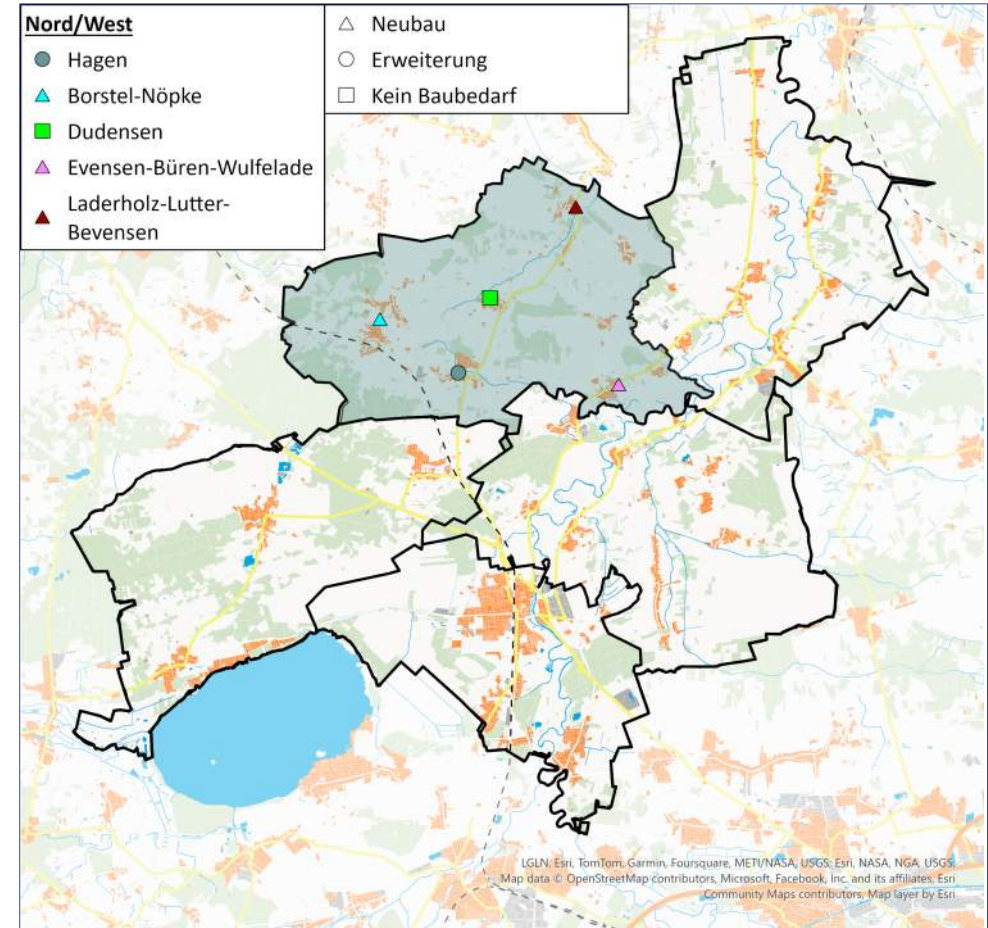 Nord/West
Hagen
Borstel-Nöpke
Dudensen
Evensen-Büren-Wulfelade
Laderholz-Lutter-
Bevensen
Neubau
Erweiterung
Kein Baubedarf
LGLN, Esri, TomTom, Garmin, Foursquare, METI/NASA, USGS; Esri, NASA, NGA, USGS;
Map data © OpenStreetMap contributors, Microsoft, Facebook, Inc. and its affiliates, Esri
Community Maps contributors, Map layer by Esri